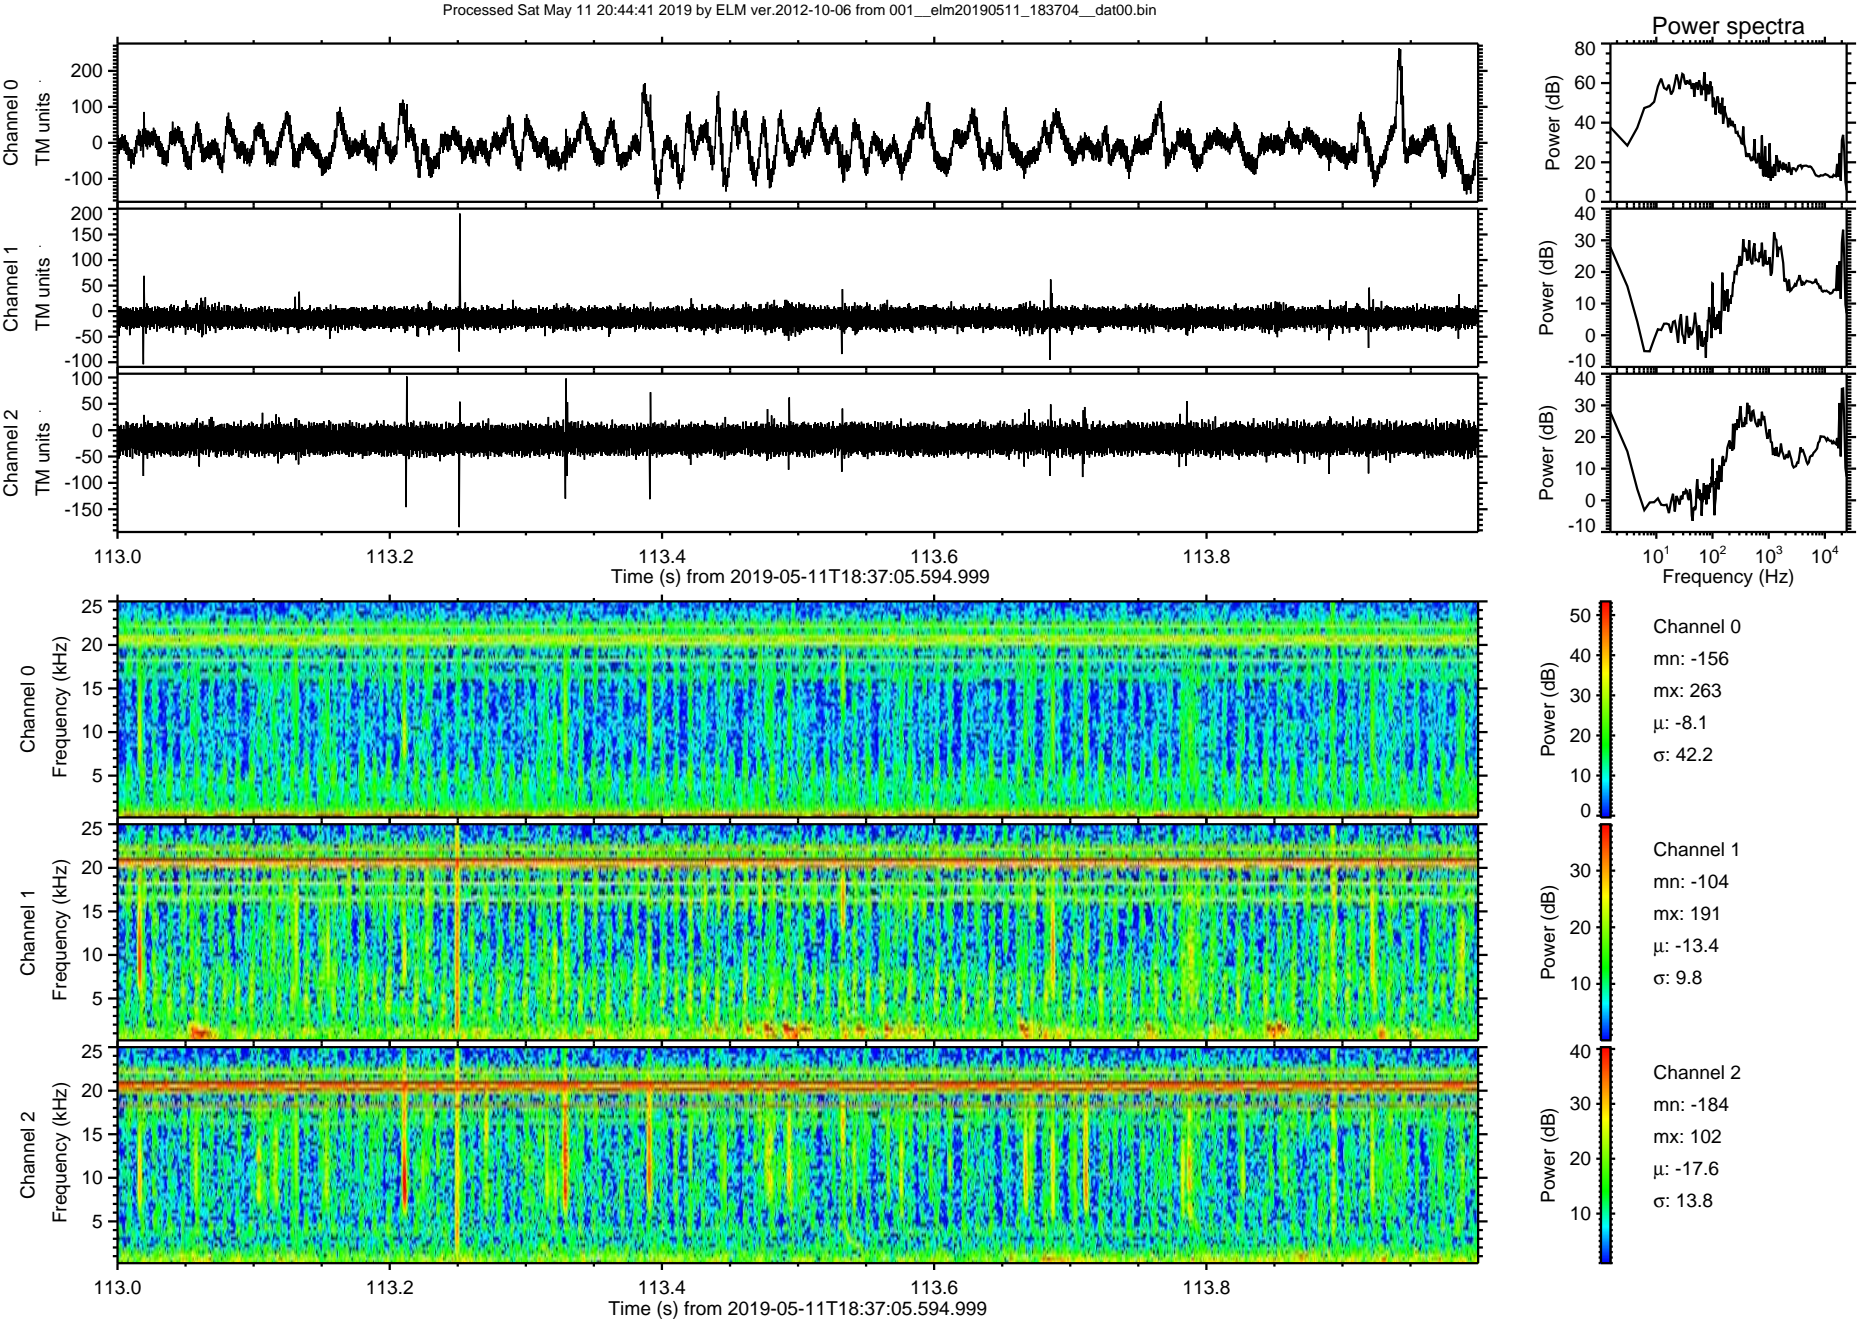 Processed Sat May 11 20:44:41 2019 by ELM ver.2012-10-06 from 001__elm20190511_183704__dat00.bin
Power spectra
Channel 0
TM units
200
100
0
-100
Power (dB)
80
60
40
20
0
Channel 1
TM units
200
150
100
50
0
-50
-100
Power (dB)
40
30
20
10
0
-10
Channel 2
TM units
100
50
0
-50
-100
-150
Power (dB)
40
30
20
10
0
-10
113.0 113.2 113.4 113.6 113.8
Time (s) from 2019-05-11T18:37:05.594.999
10¹ 10² 10³ 10⁴
Frequency (Hz)
Channel 0
Frequency (kHz)
25
20
15
10
5
Power (dB)
50
40
30
20
10
0
Channel 0
mn: -156
mx: 263
μ: -8.1
σ: 42.2
Channel 1
Frequency (kHz)
25
20
15
10
5
Power (dB)
30
20
10
Channel 1
mn: -104
mx: 191
μ: -13.4
σ: 9.8
Channel 2
Frequency (kHz)
25
20
15
10
5
Power (dB)
40
30
20
10
Channel 2
mn: -184
mx: 102
μ: -17.6
σ: 13.8
113.0 113.2 113.4 113.6 113.8
Time (s) from 2019-05-11T18:37:05.594.999